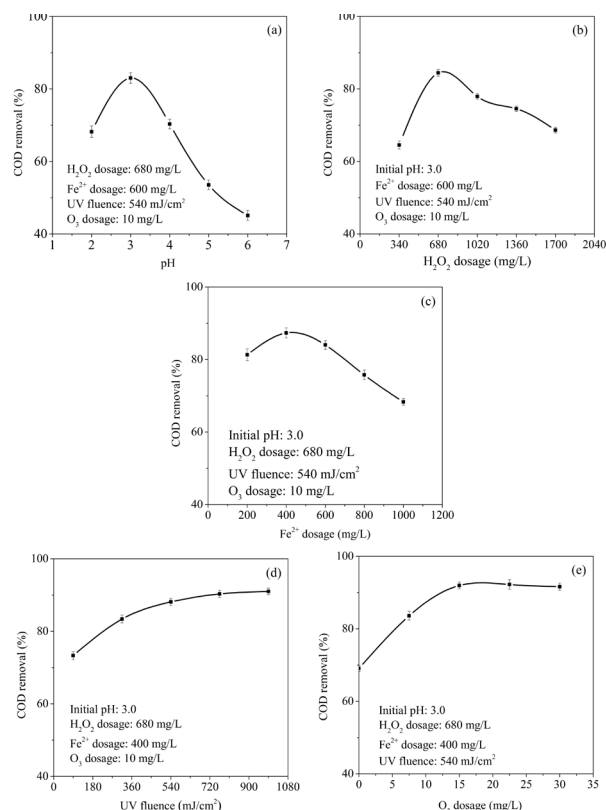 (a)
100
80
60
40
COD removal (%)
H₂O₂ dosage: 680 mg/L
Fe²⁺ dosage: 600 mg/L
UV fluence: 540 mJ/cm²
O₃ dosage: 10 mg/L
1 2 3 4 5 6 7
pH
(b)
100
80
60
40
COD removal (%)
Initial pH: 3.0
Fe²⁺ dosage: 600 mg/L
UV fluence: 540 mJ/cm²
O₃ dosage: 10 mg/L
0 340 680 1020 1360 1700 2040
H₂O₂ dosage (mg/L)
(c)
100
80
60
40
COD removal (%)
Initial pH: 3.0
H₂O₂ dosage: 680 mg/L
UV fluence: 540 mJ/cm²
O₃ dosage: 10 mg/L
0 200 400 600 800 1000 1200
Fe²⁺ dosage (mg/L)
(d)
100
90
80
70
60
50
40
COD removal (%)
Initial pH: 3.0
H₂O₂ dosage: 680 mg/L
Fe²⁺ dosage: 400 mg/L
O₃ dosage: 10 mg/L
0 180 360 540 720 900 1080
UV fluence (mJ/cm²)
(e)
100
90
80
70
60
50
40
COD removal (%)
Initial pH: 3.0
H₂O₂ dosage: 680 mg/L
Fe²⁺ dosage: 400 mg/L
UV fluence: 540 mJ/cm²
0 5 10 15 20 25 30 35
O₃ dosage (mg/L)